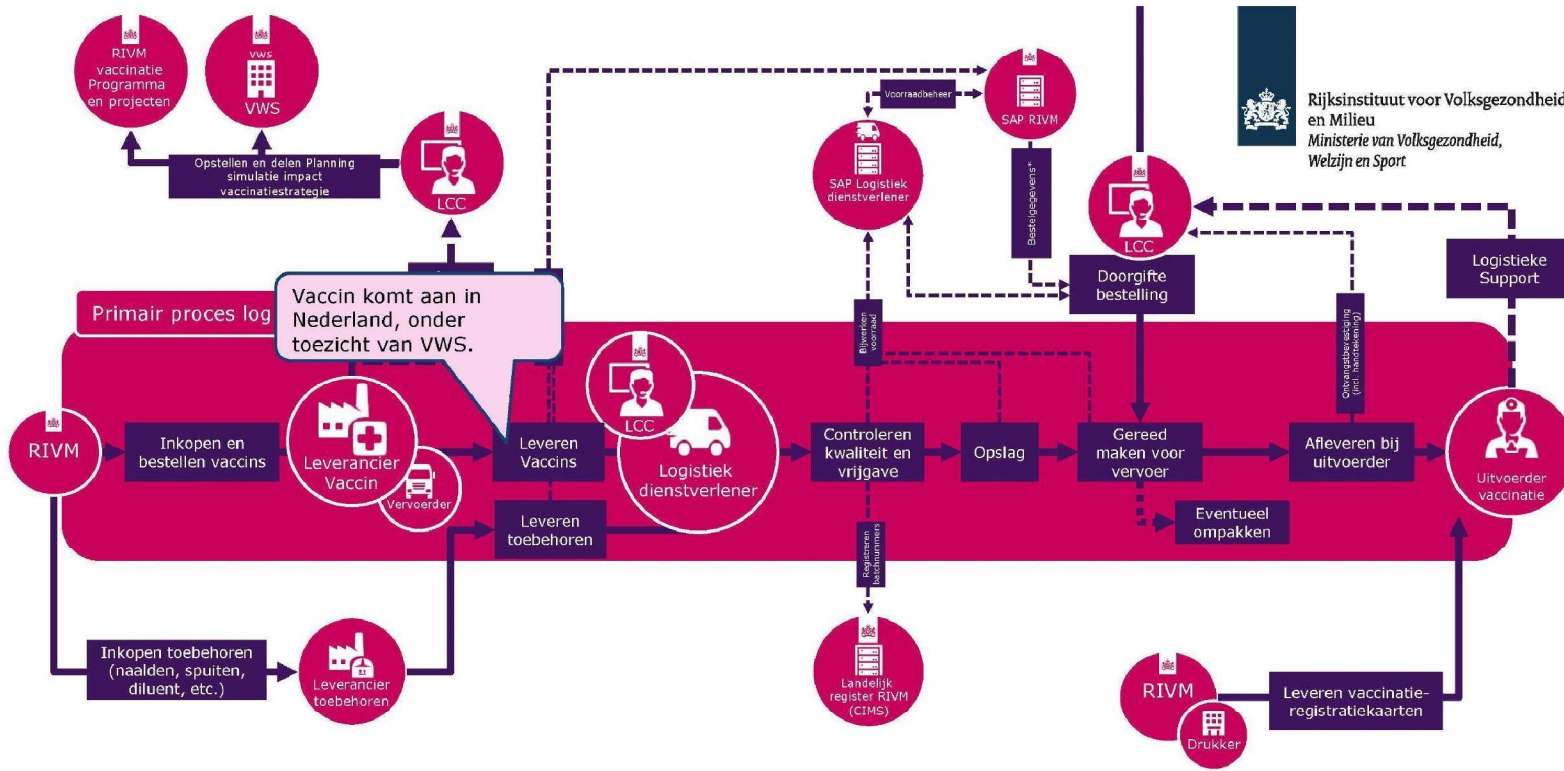 RIVM
vaccinatie
Programma
en projecten
VWS
VWS
Opstellen en delen Planning
simulatie impact
vaccinatiestrategie
LCC
Voorraadbeheer
SAP RIVM
SAP Logistiek
dienstverlener
Bestelgegevens*
LCC
Doorgifte
bestelling
Rijksinstituut voor Volksgezondheid
en Milieu
Ministerie van Volksgezondheid,
Welzijn en Sport
Logistieke
Support
Primair proces log
Vaccin komt aan in
Nederland, onder
toezicht van VWS.
Bijwerken
voorraad
Ontvangstbevestiging
(incl. handtekening)
RIVM
Inkopen en
bestellen vaccins
Leverancier
Vaccin
Vervoerder
Leveren
Vaccins
LCC
Logistiek
dienstverlener
Controleren
kwaliteit en
vrijgave
Opslag
Gereed
maken voor
vervoer
Afleveren bij
uitvoerder
Uitvoerder
vaccinatie
Leveren
toebehoren
Eventueel
ompakken
Registreren
batchnummers
Inkopen toebehoren
(naalden, spuiten,
diluent, etc.)
Leverancier
toebehoren
Landelijk
register RIVM
(CIMS)
RIVM
Drukker
Leveren vaccinatie-
registratiekaarten